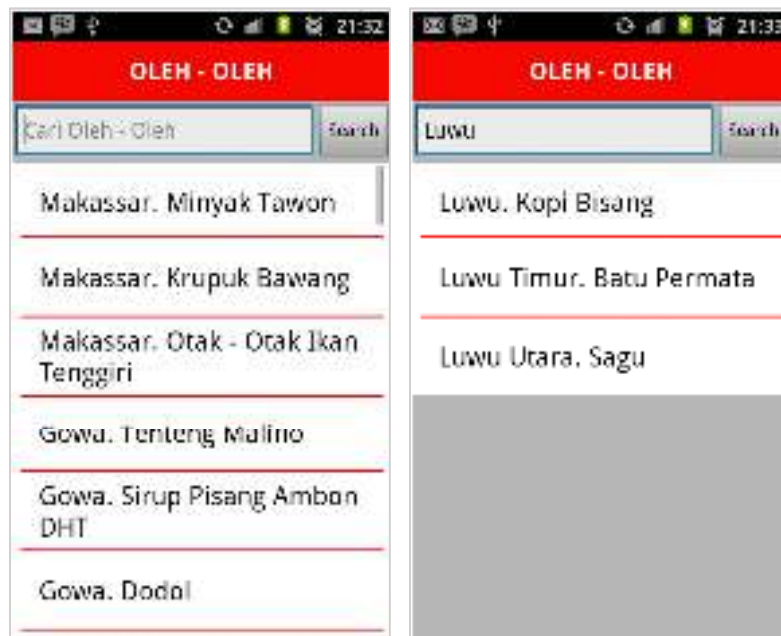 21:32
OLEH - OLEH
Cari Oleh - Oleh
Search
Makassar. Minyak Tawon
Makassar. Krupuk Bawang
Makassar. Otak - Otak Ikan
Tenggiri
Gowa. Tenteng Malino
Gowa. Sirup Pisang Ambon
DHT
Gowa. Dodol
21:33
OLEH - OLEH
Luwu
Search
Luwu. Kopi Bisang
Luwu Timur. Batu Permata
Luwu Utara. Sagu